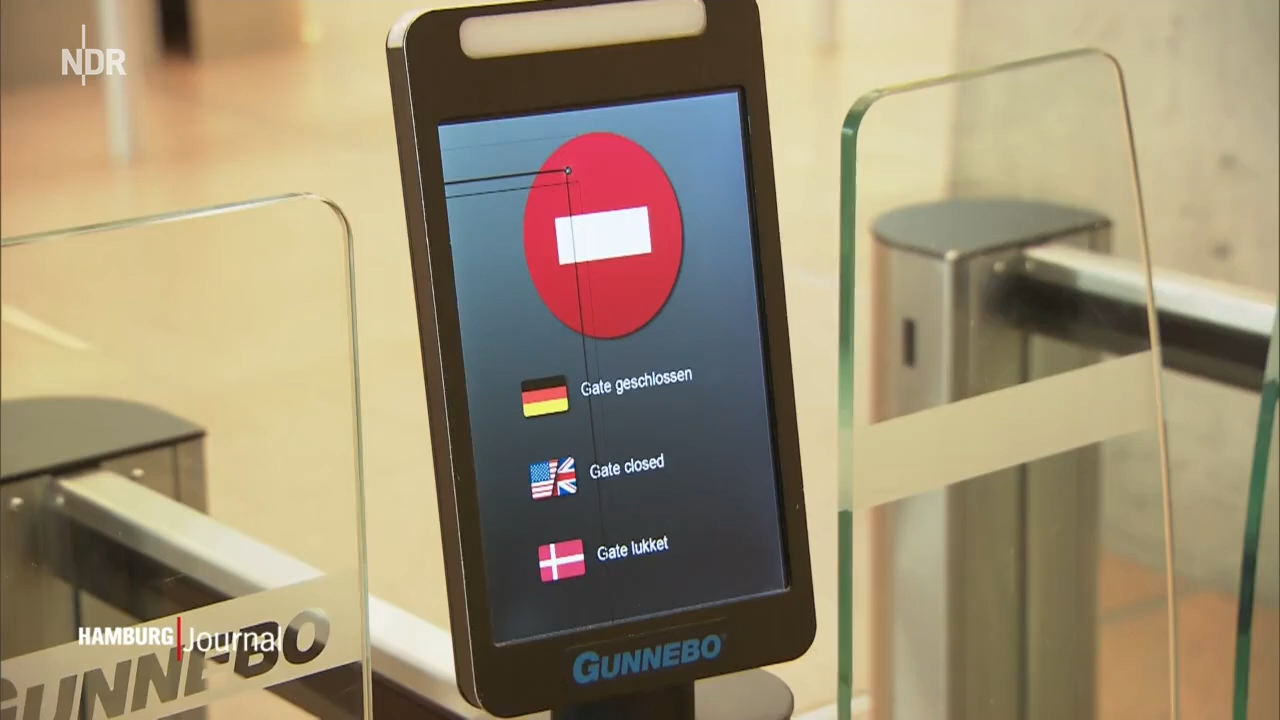 NDR
Gate geschlossen
Gate closed
Gate lukket
GUNNEBO
HAMBURG Journal
GUNNEBO